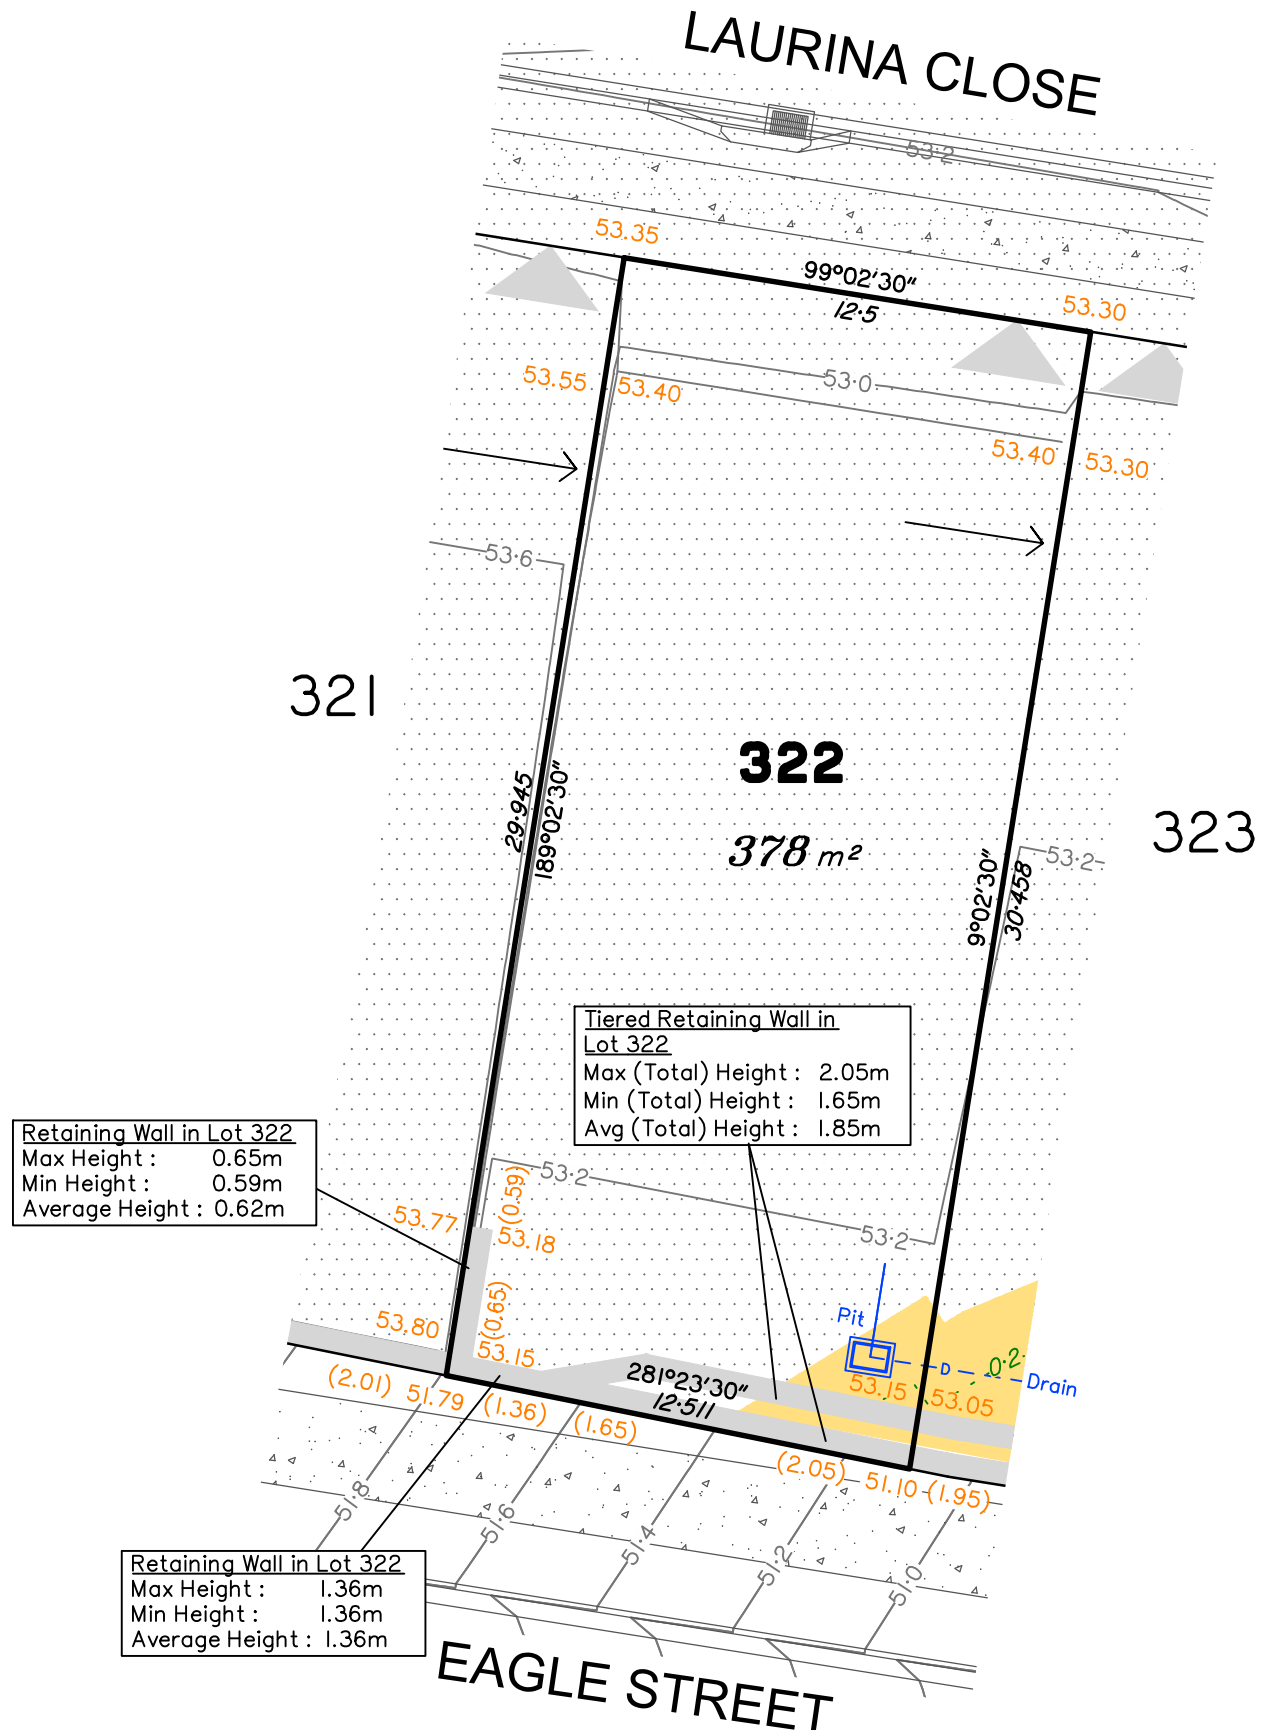 LAURINA CLOSE
53·2
53.35
99°02'30"
12·5
53.30
53.55
53.40
53·0
53.40
53.30
53·6
321
322
378 m²
323
29·945
189°02'30"
9°02'30"
30·458
53·2
Tiered Retaining Wall in
Lot 322
Max (Total) Height : 2.05m
Min (Total) Height : 1.65m
Avg (Total) Height : 1.85m
Retaining Wall in Lot 322
Max Height : 0.65m
Min Height : 0.59m
Average Height : 0.62m
53·2
(0.59)
53.77
53.18
53·2
(0.65)
53.80
53.15
Pit
D
Drain
0·2
53.15
53.05
281°23'30"
12·511
(2.01)
51.79
(1.36)
(1.65)
(2.05)
51.10
(1.95)
51·8
51·6
51·4
51·2
51·0
Retaining Wall in Lot 322
Max Height : 1.36m
Min Height : 1.36m
Average Height : 1.36m
EAGLE STREET